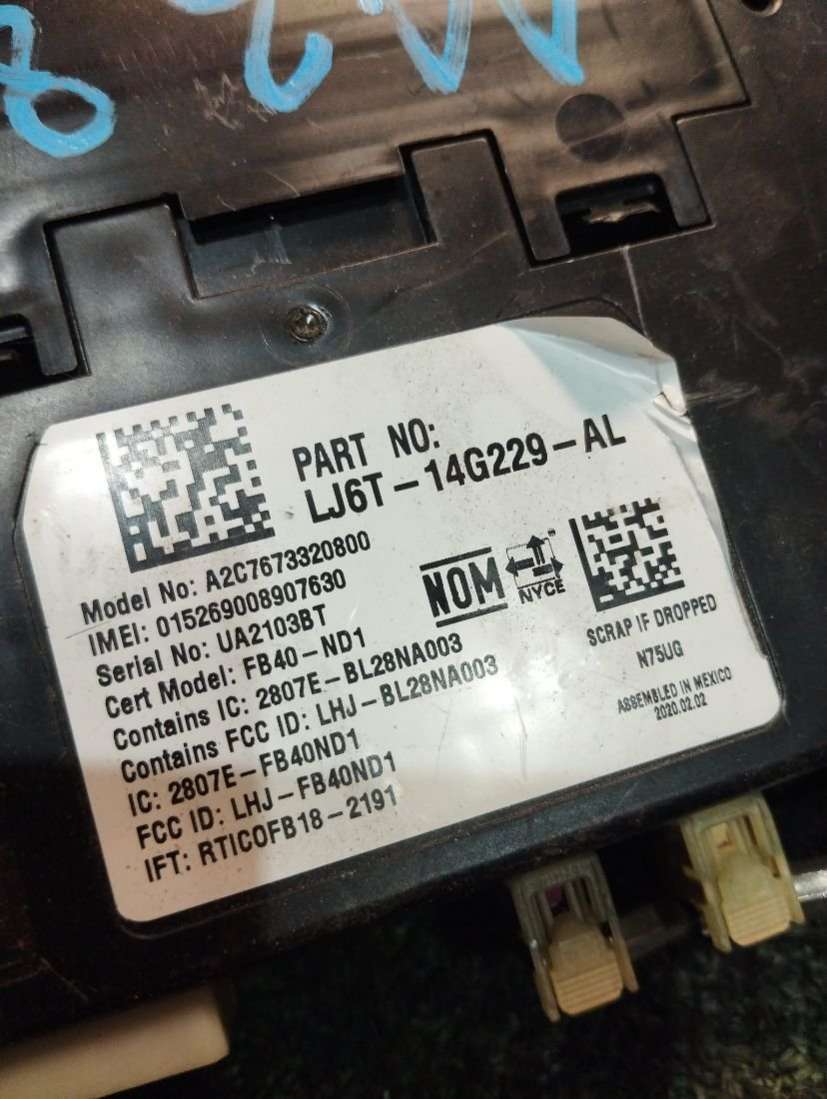 PART NO:
LJ6T-14G229-AL
Model No: A2C7673320800
IMEI: 015269008907630
Serial No: UA2103BT
Cert Model: FB40-ND1
Contains IC: 2807E-BL28NA003
Contains FCC ID: LHJ-BL28NA003
IC: 2807E-FB40ND1
FCC ID: LHJ-FB40ND1
IFT: RTICOFB18-2191
NOM
NYCE
SCRAP IF DROPPED
N75UG
ASSEMBLED IN MEXICO
2020.02.02